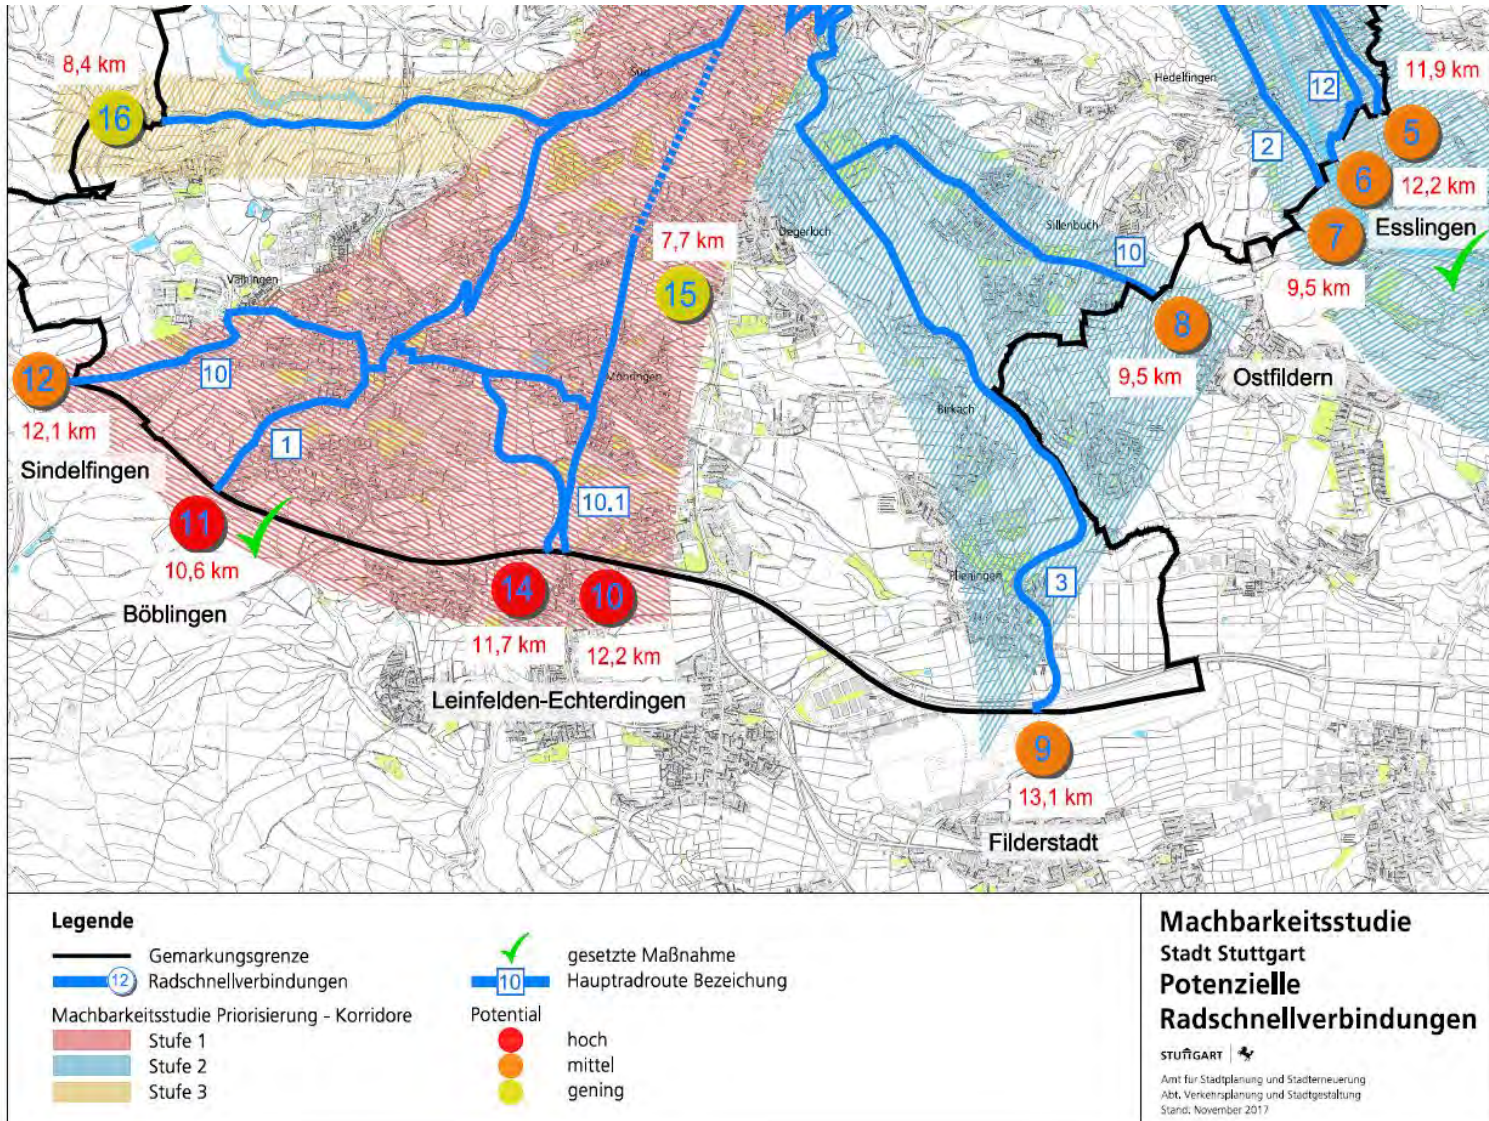 8,4 km
16
Süd
Hedelfingen
11,9 km
12
5
2
6
12,2 km
Esslingen
7
9,5 km
7,7 km
15
Degerloch
Sillenbuch
10
8
9,5 km
Ostfildern
Vaihingen
12
10
12,1 km
Sindelfingen
Möhringen
Birkach
1
11
10,6 km
Böblingen
10.1
14
10
11,7 km
12,2 km
Leinfelden-Echterdingen
Plieningen
3
9
13,1 km
Filderstadt
Legende
Gemarkungsgrenze
12
Radschnellverbindungen
Machbarkeitsstudie Priorisierung - Korridore
Stufe 1
Stufe 2
Stufe 3
gesetzte Maßnahme
10
Hauptradroute Bezeichung
Potential
hoch
mittel
gening
Machbarkeitsstudie
Stadt Stuttgart
Potenzielle
Radschnellverbindungen
STUTTGART
Amt für Stadtplanung und Stadterneuerung
Abt. Verkehrsplanung und Stadtgestaltung
Stand: November 2017